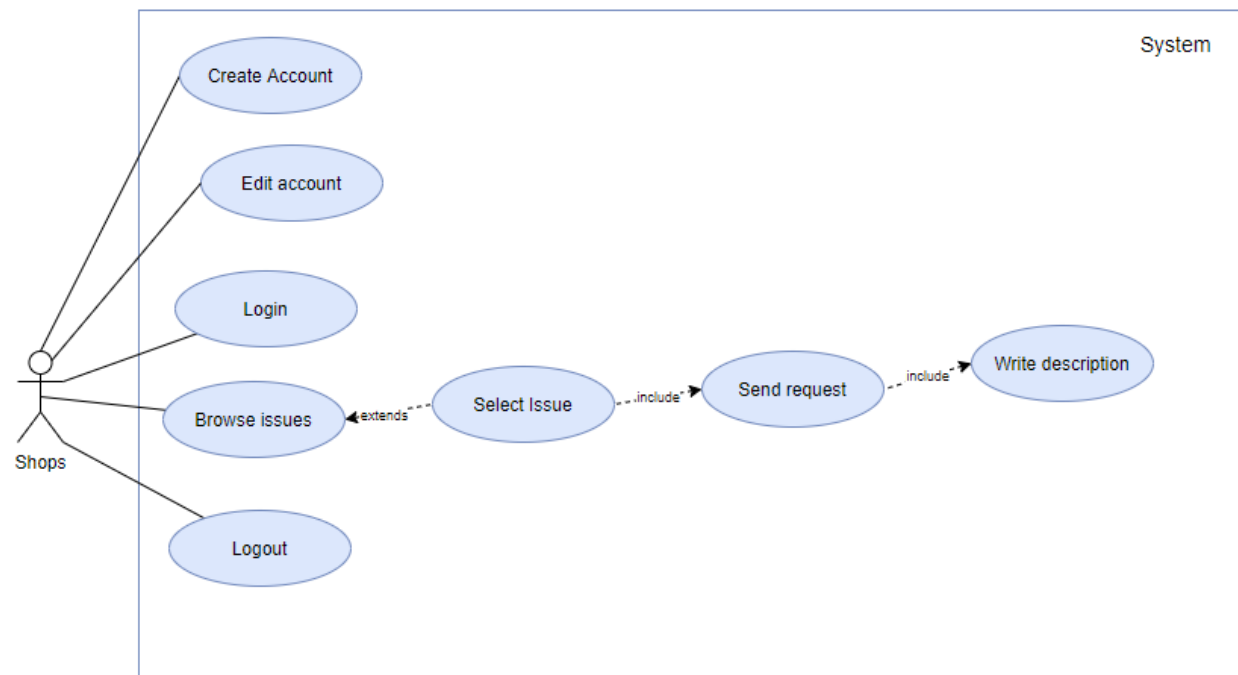 System
Create Account
Edit account
Login
Browse issues
extends
Select Issue
.include
Send request
include
Write description
Shops
Logout